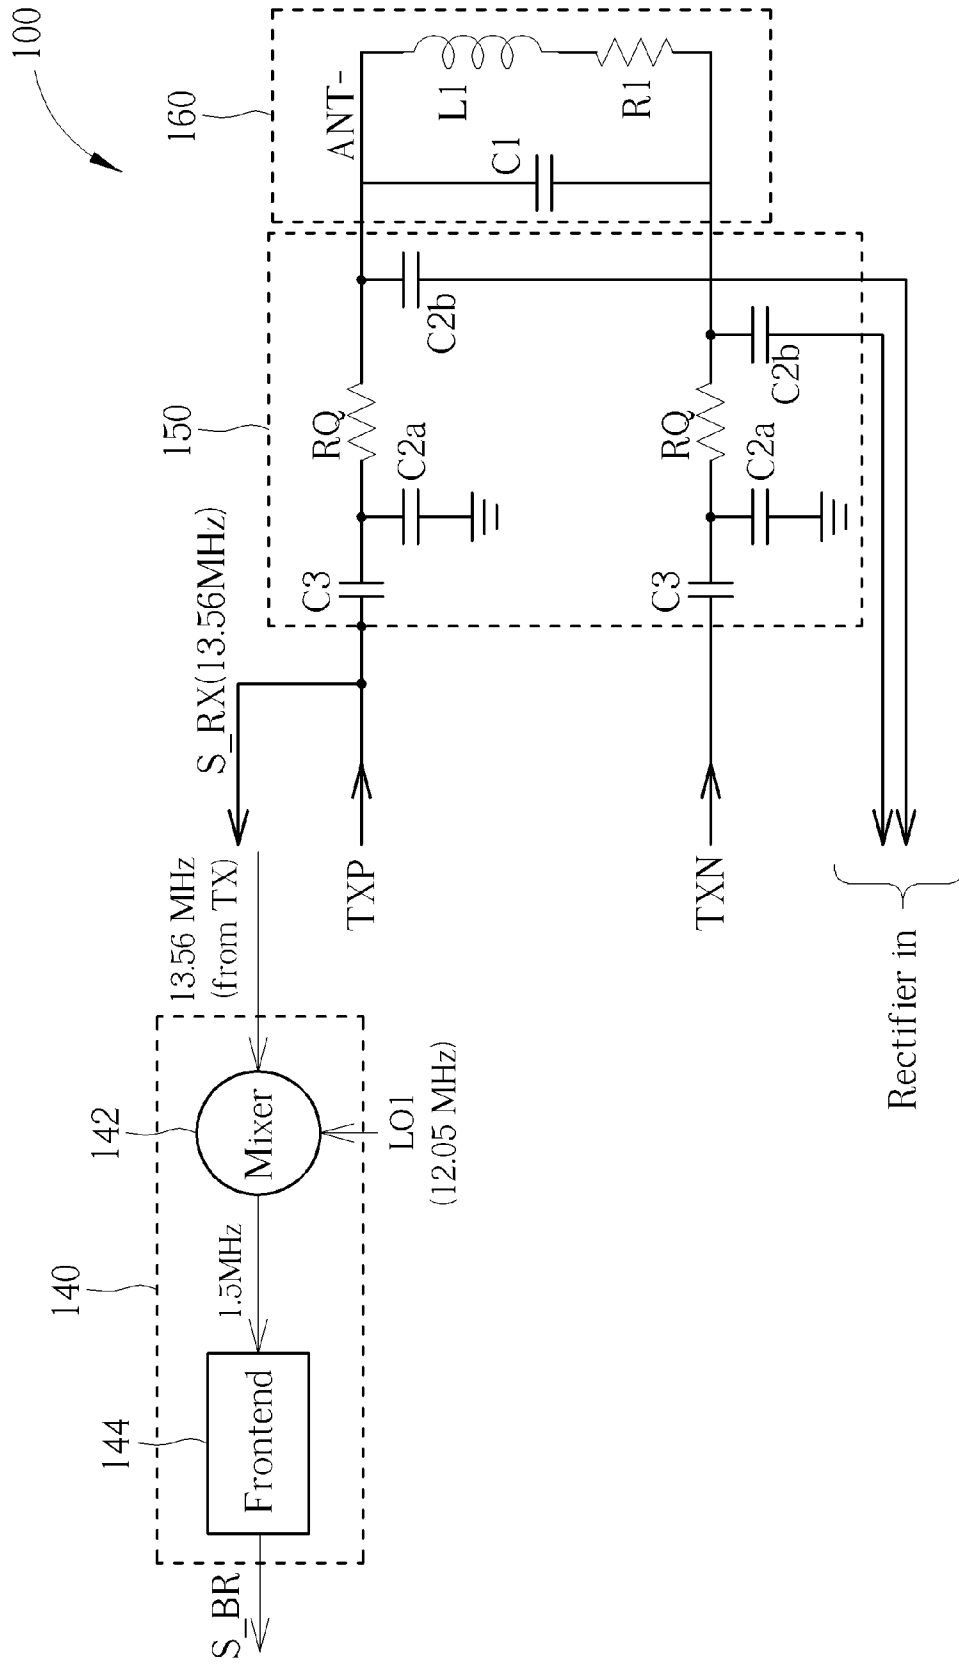 100
160
ANT-
L1
R1
C1
150
C2b
RQ
C2a
C3
C2b
RQ
C2a
C3
S_RX(13.56MHz)
13.56 MHz
(from TX)
TXP
TXN
Rectifier in
140
142
Mixer
LO1
(12.05 MHz)
1.5MHz
144
Frontend
S_BR